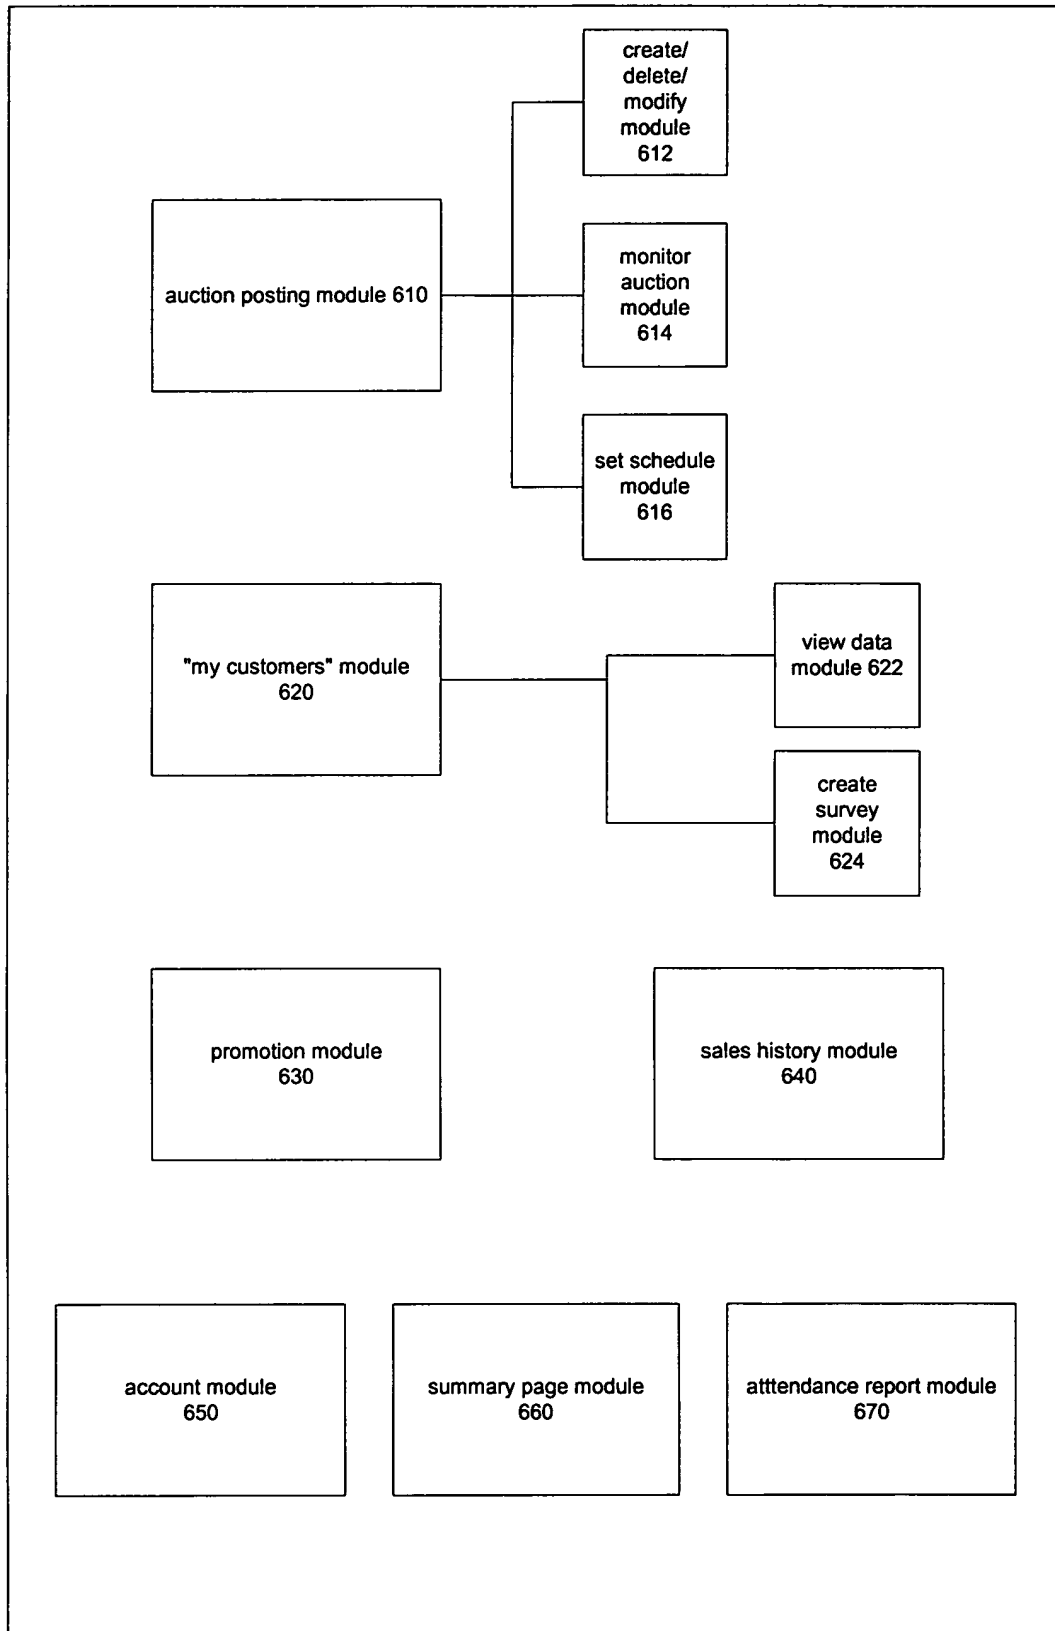 create/
delete/
modify
module
612
auction posting module 610
monitor
auction
module
614
set schedule
module
616
"my customers" module
620
view data
module 622
create
survey
module
624
promotion module
630
sales history module
640
account module
650
summary page module
660
atttendance report module
670